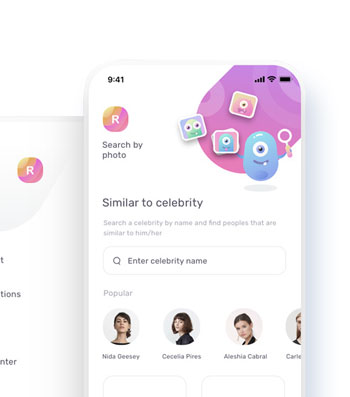 9:41
R
Search by
photo
R
Similar to celebrity
Search a celebrity by name and find peoples that are
similar to him/her
Enter celebrity name
t
Popular
tions
Nida Geesey
Cecelia Pires
Aleshia Cabral
Carle
nter